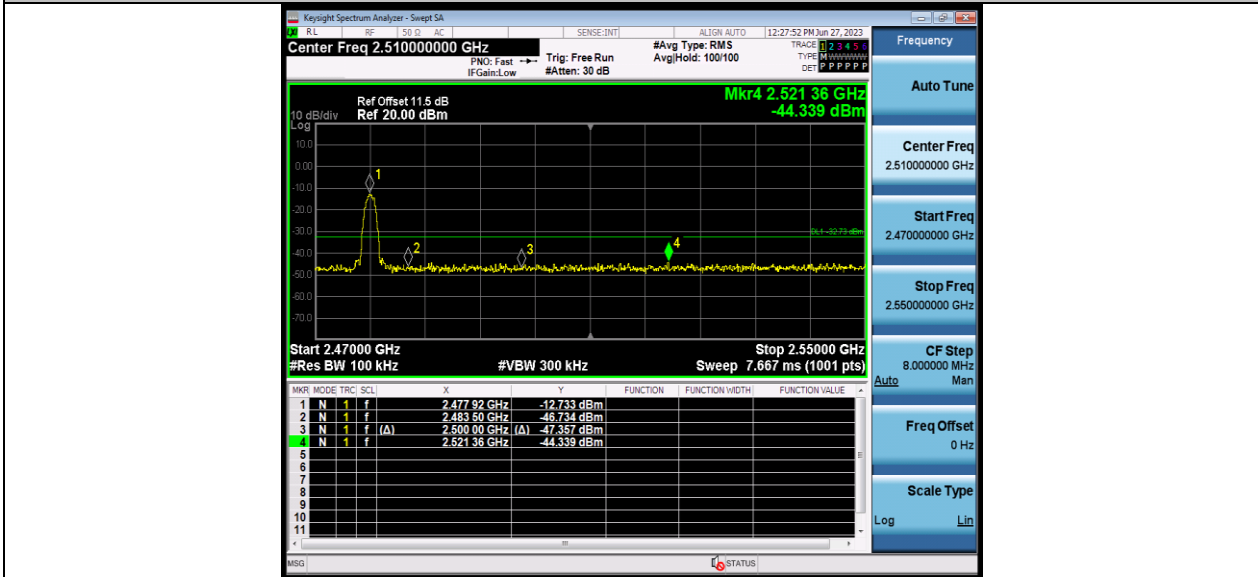 Keysight Spectrum Analyzer - Swept SA
RL RF 50 Ω AC SENSE:INT ALIGN AUTO 12:27:52 PM Jun 27, 2023
Center Freq 2.510000000 GHz
PNO: Fast
IFGain:Low
Trig: Free Run
#Atten: 30 dB
#Avg Type: RMS
Avg|Hold: 100/100
TRACE 1 2 3 4 5 6
TYPE M W W W W W
DET P P P P P P
Frequency
Auto Tune
Center Freq
2.510000000 GHz
Start Freq
2.470000000 GHz
Stop Freq
2.550000000 GHz
CF Step
8.000000 MHz
Auto Man
Freq Offset
0 Hz
Scale Type
Log Lin
Mkr4 2.521 36 GHz
-44.339 dBm
Ref Offset 11.5 dB
10 dB/div Ref 20.00 dBm
Log
10.0
0.00
-10.0
-20.0
-30.0
-40.0
-50.0
-60.0
-70.0
1
2
3
4
DL1 -32.73 dBm
Start 2.47000 GHz Stop 2.55000 GHz
#Res BW 100 kHz #VBW 300 kHz Sweep 7.667 ms (1001 pts)
MKR MODE TRC SCL X Y FUNCTION FUNCTION WIDTH FUNCTION VALUE
1 N 1 f 2.477 92 GHz -12.733 dBm
2 N 1 f 2.483 50 GHz -46.734 dBm
3 N 1 f (Δ) 2.500 00 GHz (Δ) -47.357 dBm
4 N 1 f 2.521 36 GHz -44.339 dBm
5
6
7
8
9
10
11
MSG STATUS